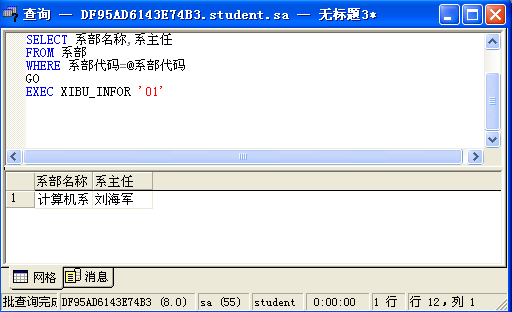 查询 — DF95AD6143E74B3.student.sa — 无标题3*
SELECT 系部名称,系主任
FROM 系部
WHERE 系部代码=@系部代码
GO
EXEC XIBU_INFOR '01'
系部名称 系主任
1 计算机系 刘海军
网格 消息
批查询完成 DF95AD6143E74B3 (8.0) sa (55) student 0:00:00 1 行 行 12，列 1